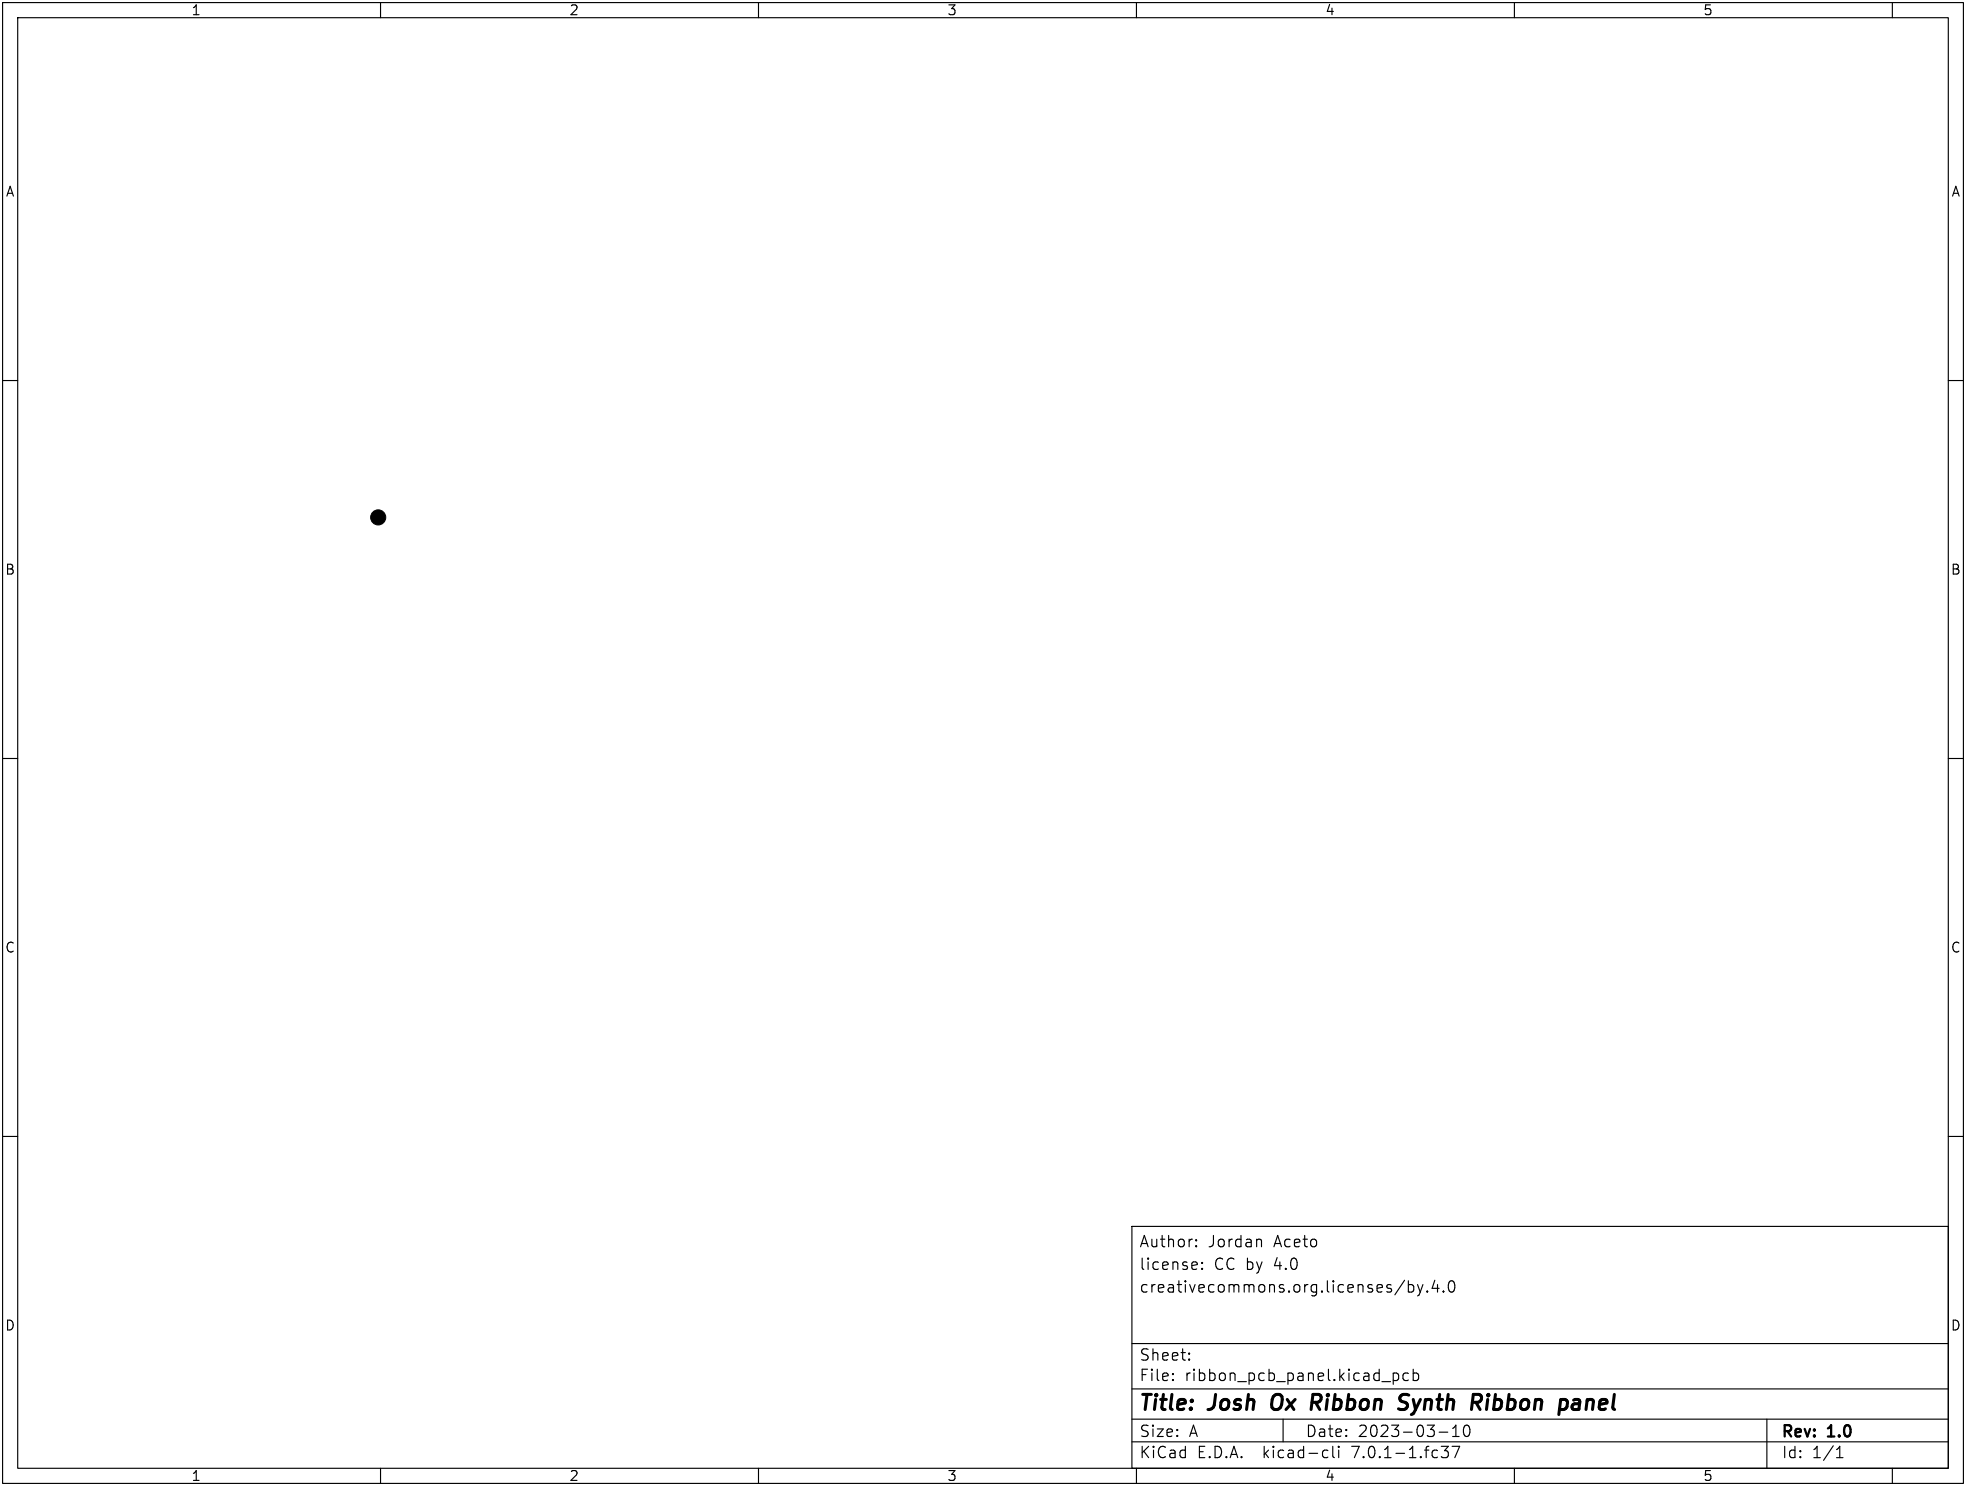 1 2 3 4 5
A A
B B
C C
Author: Jordan Aceto
license: CC by 4.0
creativecommons.org.licenses/by.4.0
D D
Sheet:
File: ribbon_pcb_panel.kicad_pcb
Title: Josh Ox Ribbon Synth Ribbon panel
Size: A Date: 2023-03-10 Rev: 1.0
KiCad E.D.A. kicad-cli 7.0.1-1.fc37 Id: 1/1
1 2 3 4 5